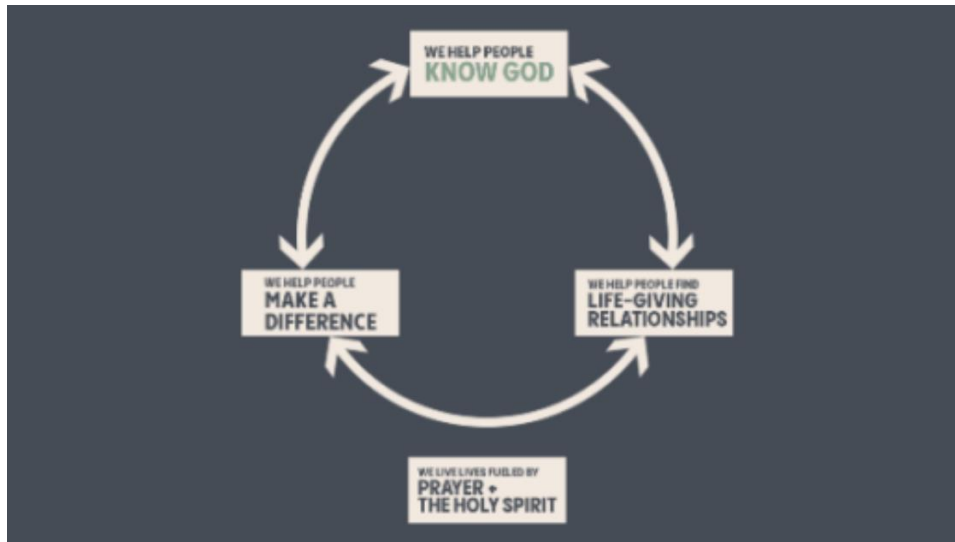 WE HELP PEOPLE
KNOW GOD
WE HELP PEOPLE
MAKE A
DIFFERENCE
WE HELP PEOPLE FIND
LIFE-GIVING
RELATIONSHIPS
WE LIVE LIVES FUELED BY
PRAYER +
THE HOLY SPIRIT